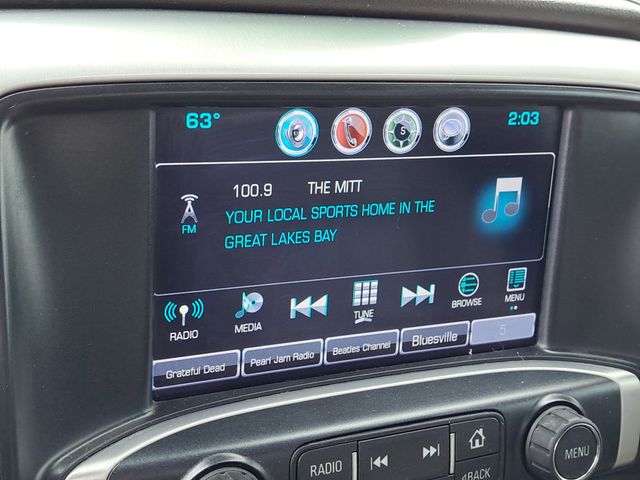 63°
5
2:03
100.9 THE MITT
YOUR LOCAL SPORTS HOME IN THE
GREAT LAKES BAY
FM
RADIO
MEDIA
TUNE
BROWSE
MENU
Grateful Dead
Pearl Jam Radio
Beatles Channel
Bluesville
5
RADIO
BACK
MENU